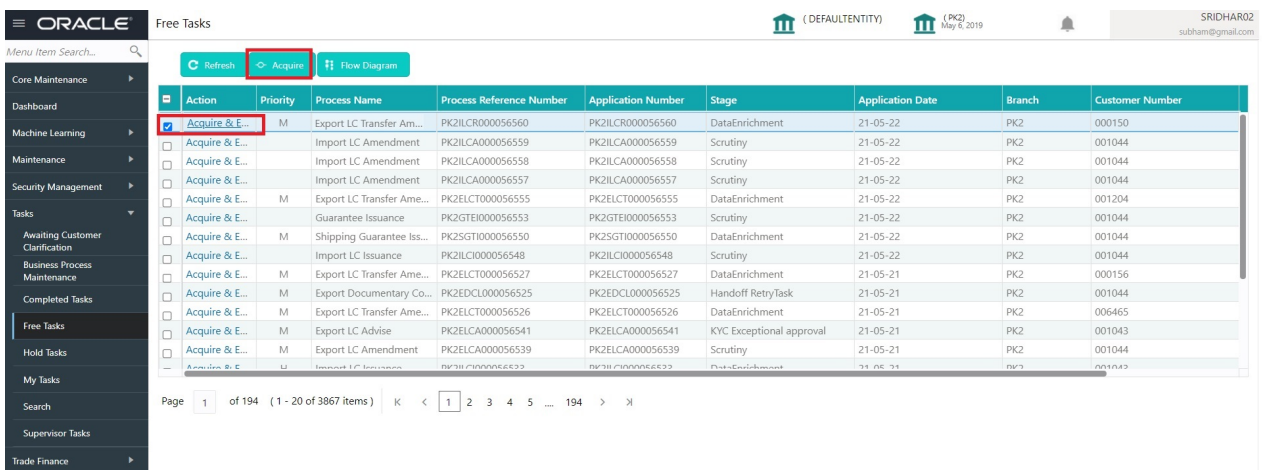 ORACLE
Free Tasks
( DEFAULTENTITY)
(PK2)
May 6, 2019
SRIDHAR02
subham@gmail.com
Menu Item Search...
Core Maintenance
Dashboard
Machine Learning
Maintenance
Security Management
Tasks
Awaiting Customer
Clarification
Business Process
Maintenance
Completed Tasks
Free Tasks
Hold Tasks
My Tasks
Search
Supervisor Tasks
Trade Finance
Refresh Acquire Flow Diagram
Action Priority Process Name Process Reference Number Application Number Stage Application Date Branch Customer Number
Acquire & E... M Export LC Transfer Am... PK2ILCR000056560 PK2ILCR000056560 DataEnrichment 21-05-22 PK2 000150
Acquire & E... Import LC Amendment PK2ILCA000056559 PK2ILCA000056559 Scrutiny 21-05-22 PK2 001044
Acquire & E... Import LC Amendment PK2ILCA000056558 PK2ILCA000056558 Scrutiny 21-05-22 PK2 001044
Acquire & E... Import LC Amendment PK2ILCA000056557 PK2ILCA000056557 Scrutiny 21-05-22 PK2 001044
Acquire & E... M Export LC Transfer Ame... PK2ELCT000056555 PK2ELCT000056555 DataEnrichment 21-05-22 PK2 001204
Acquire & E... Guarantee Issuance PK2GTEI000056553 PK2GTEI000056553 Scrutiny 21-05-22 PK2 001044
Acquire & E... M Shipping Guarantee Iss... PK2SGTI000056550 PK2SGTI000056550 DataEnrichment 21-05-22 PK2 001044
Acquire & E... Import LC Issuance PK2ILCI000056548 PK2ILCI000056548 Scrutiny 21-05-22 PK2 001044
Acquire & E... M Export LC Transfer Ame... PK2ELCT000056527 PK2ELCT000056527 DataEnrichment 21-05-21 PK2 000156
Acquire & E... M Export Documentary Co... PK2EDCL000056525 PK2EDCL000056525 Handoff RetryTask 21-05-21 PK2 001044
Acquire & E... M Export LC Transfer Ame... PK2ELCT000056526 PK2ELCT000056526 DataEnrichment 21-05-21 PK2 006465
Acquire & E... M Export LC Advise PK2ELCA000056541 PK2ELCA000056541 KYC Exceptional approval 21-05-21 PK2 001043
Acquire & E... M Export LC Amendment PK2ELCA000056539 PK2ELCA000056539 Scrutiny 21-05-21 PK2 001044
Page 1 of 194 ( 1 - 20 of 3867 items ) 1 2 3 4 5 .... 194